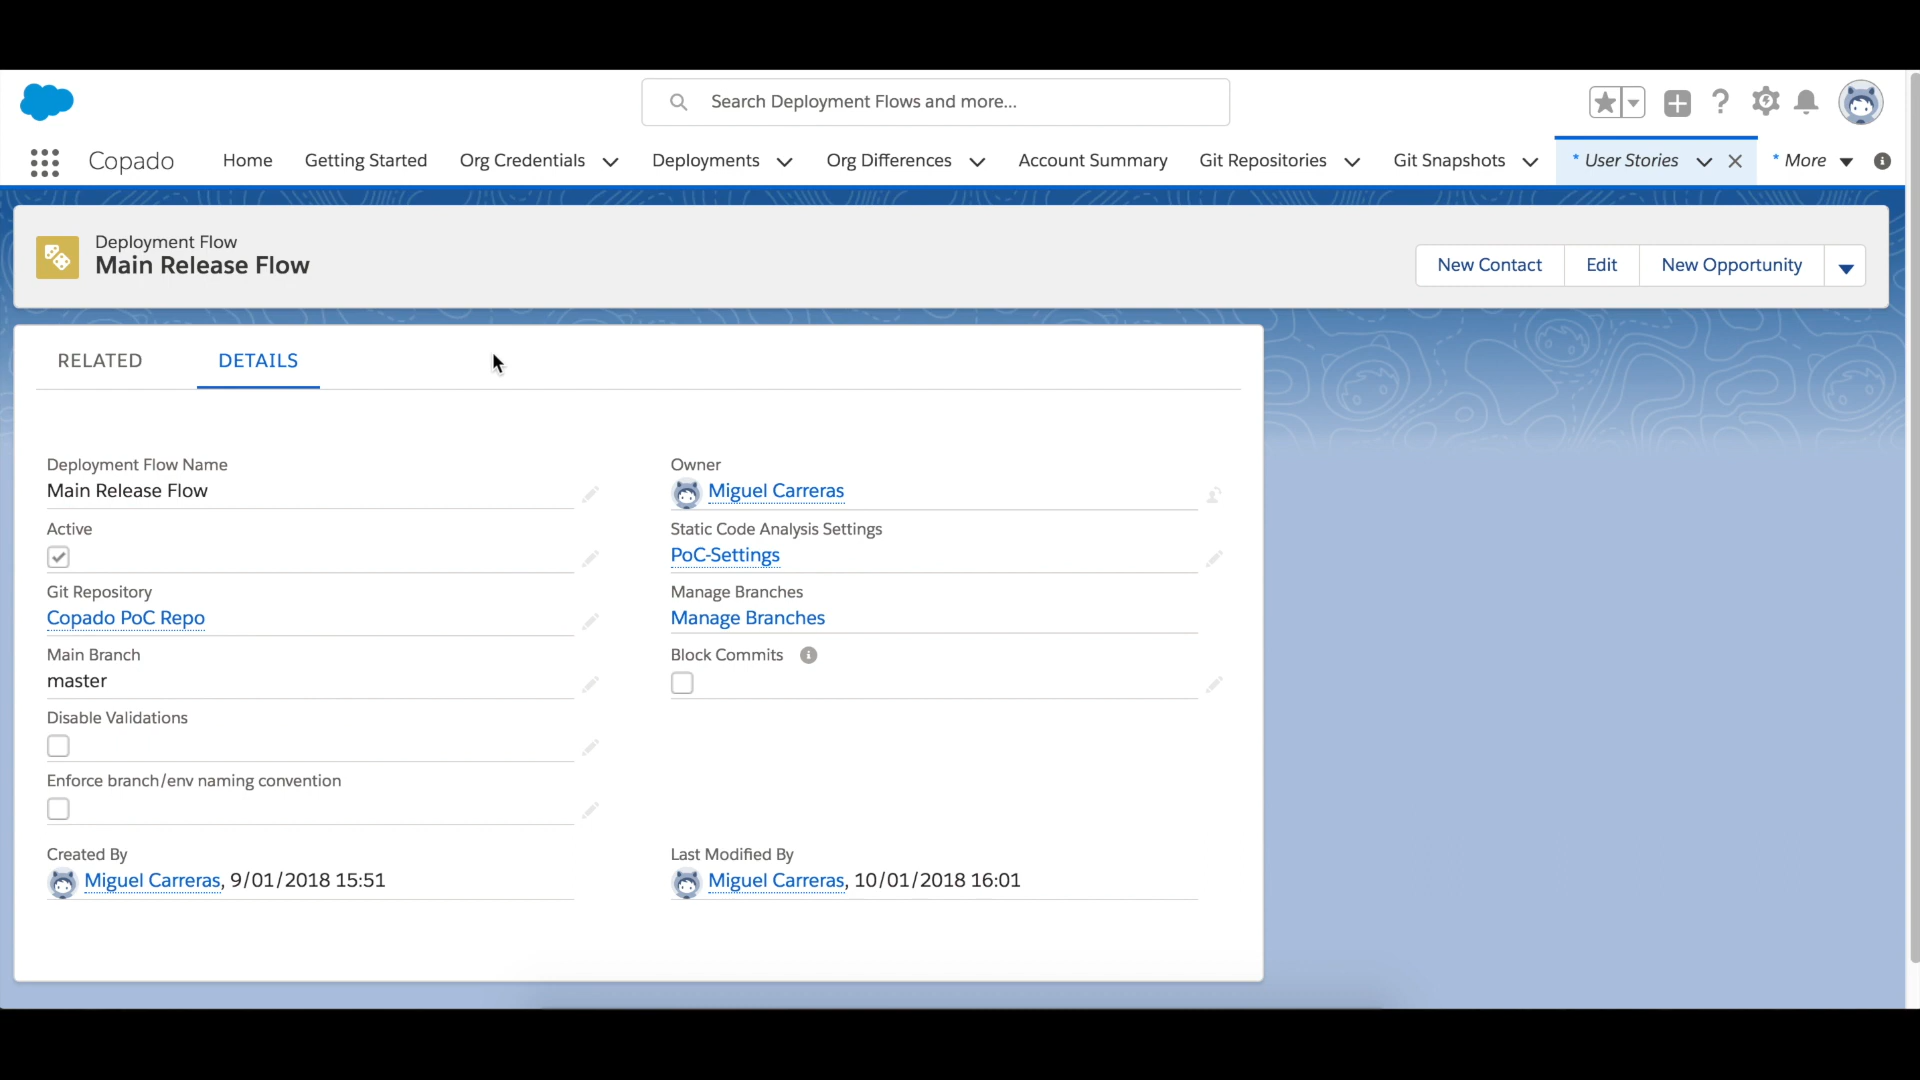 Search Deployment Flows and more...
Copado
Home
Getting Started
Org Credentials
Deployments
Org Differences
Account Summary
Git Repositories
Git Snapshots
* User Stories
* More
Deployment Flow
Main Release Flow
New Contact
Edit
New Opportunity
RELATED
DETAILS
Deployment Flow Name
Main Release Flow
Owner
Miguel Carreras
Active
Static Code Analysis Settings
PoC-Settings
Git Repository
Copado PoC Repo
Manage Branches
Manage Branches
Main Branch
master
Block Commits
Disable Validations
Enforce branch/env naming convention
Created By
Miguel Carreras, 9/01/2018 15:51
Last Modified By
Miguel Carreras, 10/01/2018 16:01